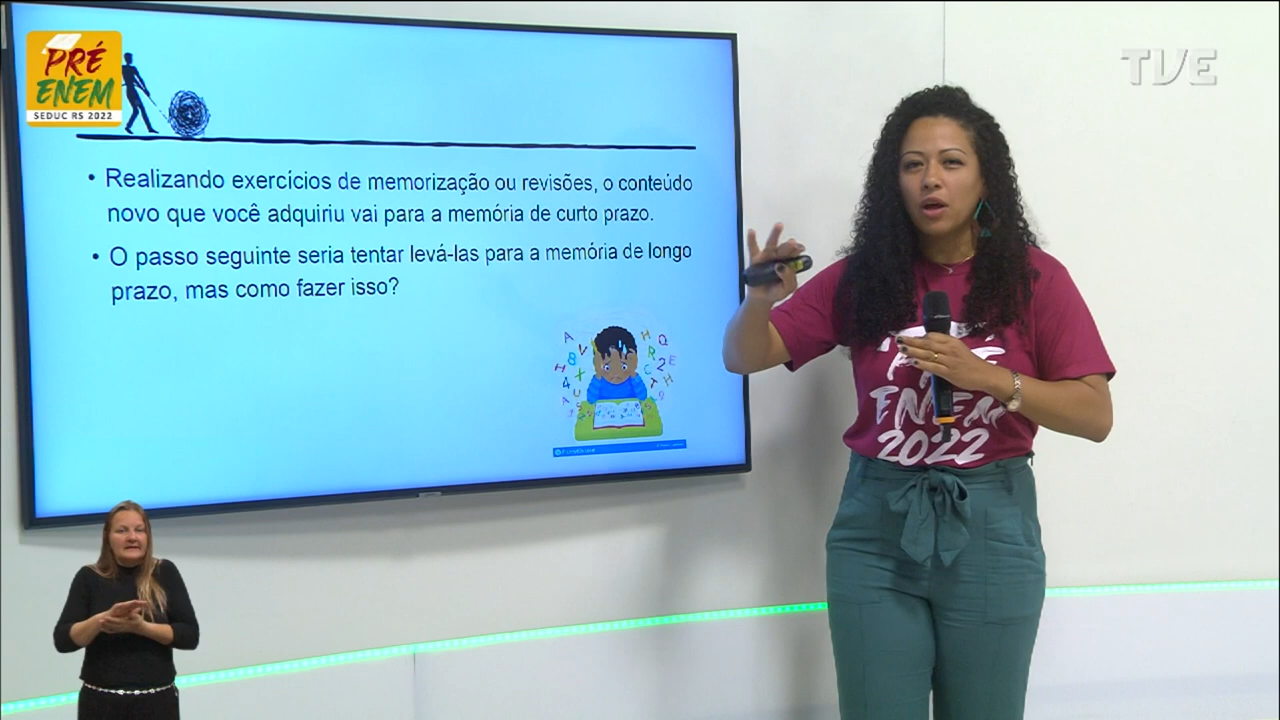 PRÉ
ENEM
SEDUC RS 2022
TVE
• Realizando exercícios de memorização ou revisões, o conteúdo
novo que você adquiriu vai para a memória de curto prazo.
• O passo seguinte seria tentar levá-las para a memória de longo
prazo, mas como fazer isso?
ENEM
2022